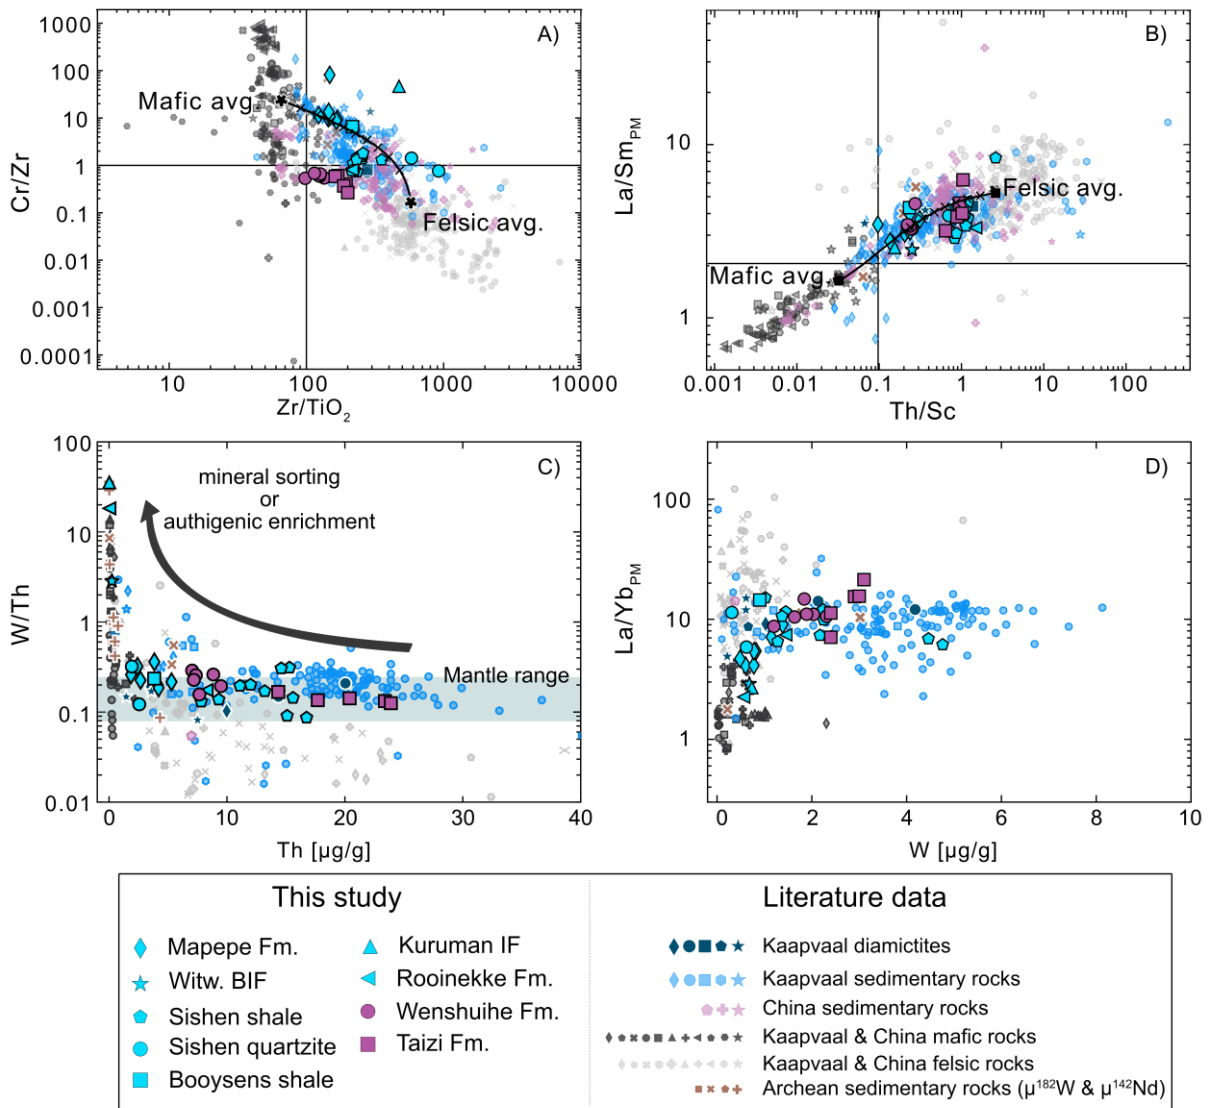 A)
1000
100
10
1
0.1
0.01
0.001
0.0001
Cr/Zr
Mafic avg.
Felsic avg.
10
100
1000
10000
Zr/TiO₂
B)
10
1
La/Sm_PM
Felsic avg.
Mafic avg.
0.001
0.01
0.1
1
10
100
Th/Sc
C)
100
10
1
0.1
0.01
W/Th
mineral sorting
or
authigenic enrichment
Mantle range
0
10
20
30
40
Th [µg/g]
D)
100
10
1
La/Yb_PM
0
2
4
6
8
10
W [µg/g]
This study
Mapepe Fm.
Witw. BIF
Sishen shale
Sishen quartzite
Booysens shale
Kuruman IF
Rooinekke Fm.
Wenshuihe Fm.
Taizi Fm.
Literature data
Kaapvaal diamictites
Kaapvaal sedimentary rocks
China sedimentary rocks
Kaapvaal & China mafic rocks
Kaapvaal & China felsic rocks
Archean sedimentary rocks (µ¹⁸²W & µ¹⁴²Nd)